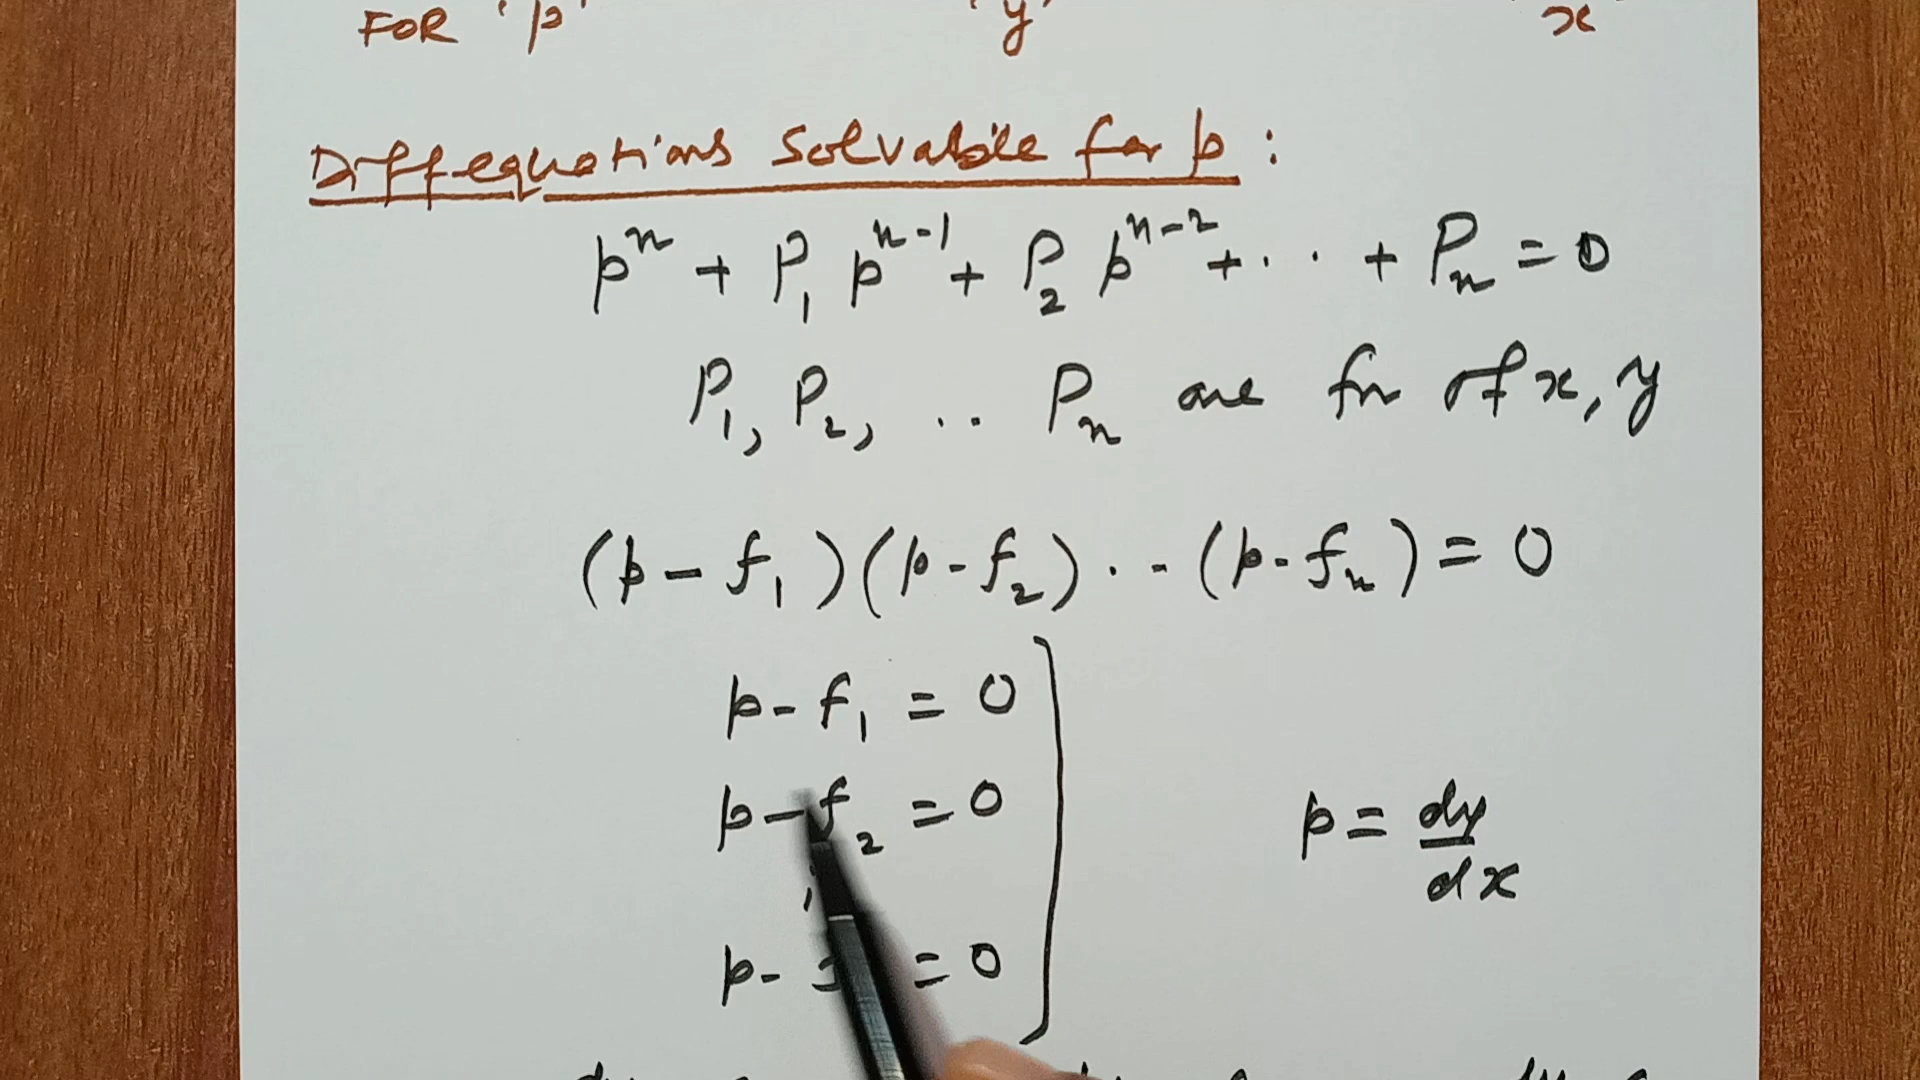 FOR 'p' 'y' x
Diff equations solvable for p :
pⁿ + P₁ pⁿ⁻¹ + P₂ pⁿ⁻² + · · + Pₙ = 0
P₁, P₂, .. Pₙ are fn of x, y
(p - f₁)(p - f₂) · - (p - fₙ) = 0
p - f₁ = 0
p - f₂ = 0
p = dy/dx
p - = 0